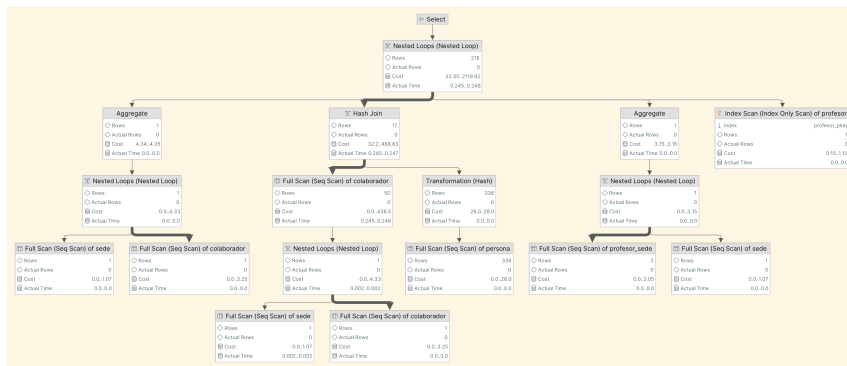 Select
Nested Loops (Nested Loop)
Rows 216
Actual Rows 0
Cost 32.35..2119.92
Actual Time 0.245..0.248
Aggregate
Rows 1
Actual Rows 0
Cost 4.34..4.35
Actual Time 0.0..0.0
Hash Join
Rows 17
Actual Rows 0
Cost 32.2..468.63
Actual Time 0.245..0.247
Aggregate
Rows 1
Actual Rows 0
Cost 3.15..3.16
Actual Time 0.0..0.0
Index Scan (Index Only Scan) of profesor
Index profesor_pkey
Rows 1
Actual Rows 0
Cost 0.15..1.12
Actual Time 0.0..0.0
Nested Loops (Nested Loop)
Rows 1
Actual Rows 0
Cost 0.0..4.33
Actual Time 0.0..0.0
Full Scan (Seq Scan) of colaborador
Rows 50
Actual Rows 0
Cost 0.0..436.5
Actual Time 0.245..0.246
Transformation (Hash)
Rows 336
Actual Rows 0
Cost 28.0..28.0
Actual Time 0.0..0.0
Nested Loops (Nested Loop)
Rows 1
Actual Rows 0
Cost 0.0..3.15
Actual Time 0.0..0.0
Full Scan (Seq Scan) of sede
Rows 1
Actual Rows 0
Cost 0.0..1.07
Actual Time 0.0..0.0
Full Scan (Seq Scan) of colaborador
Rows 1
Actual Rows 0
Cost 0.0..3.25
Actual Time 0.0..0.0
Nested Loops (Nested Loop)
Rows 1
Actual Rows 0
Cost 0.0..4.33
Actual Time 0.002..0.002
Full Scan (Seq Scan) of persona
Rows 336
Actual Rows 0
Cost 0.0..28.0
Actual Time 0.0..0.0
Full Scan (Seq Scan) of profesor_sede
Rows 2
Actual Rows 0
Cost 0.0..2.05
Actual Time 0.0..0.0
Full Scan (Seq Scan) of sede
Rows 1
Actual Rows 0
Cost 0.0..1.07
Actual Time 0.0..0.0
Full Scan (Seq Scan) of sede
Rows 1
Actual Rows 0
Cost 0.0..1.07
Actual Time 0.002..0.002
Full Scan (Seq Scan) of colaborador
Rows 1
Actual Rows 0
Cost 0.0..3.25
Actual Time 0.0..0.0